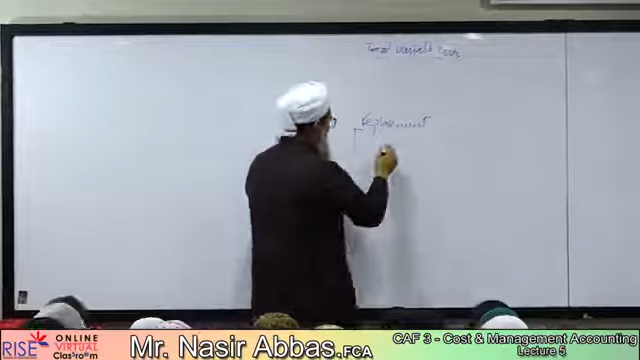 Total Variable Costs
Replacement
RISE ONLINE
VIRTUAL
Classroom
Mr. Nasir Abbas.FCA
CAF 3 - Cost & Management Accounting
Lecture 5